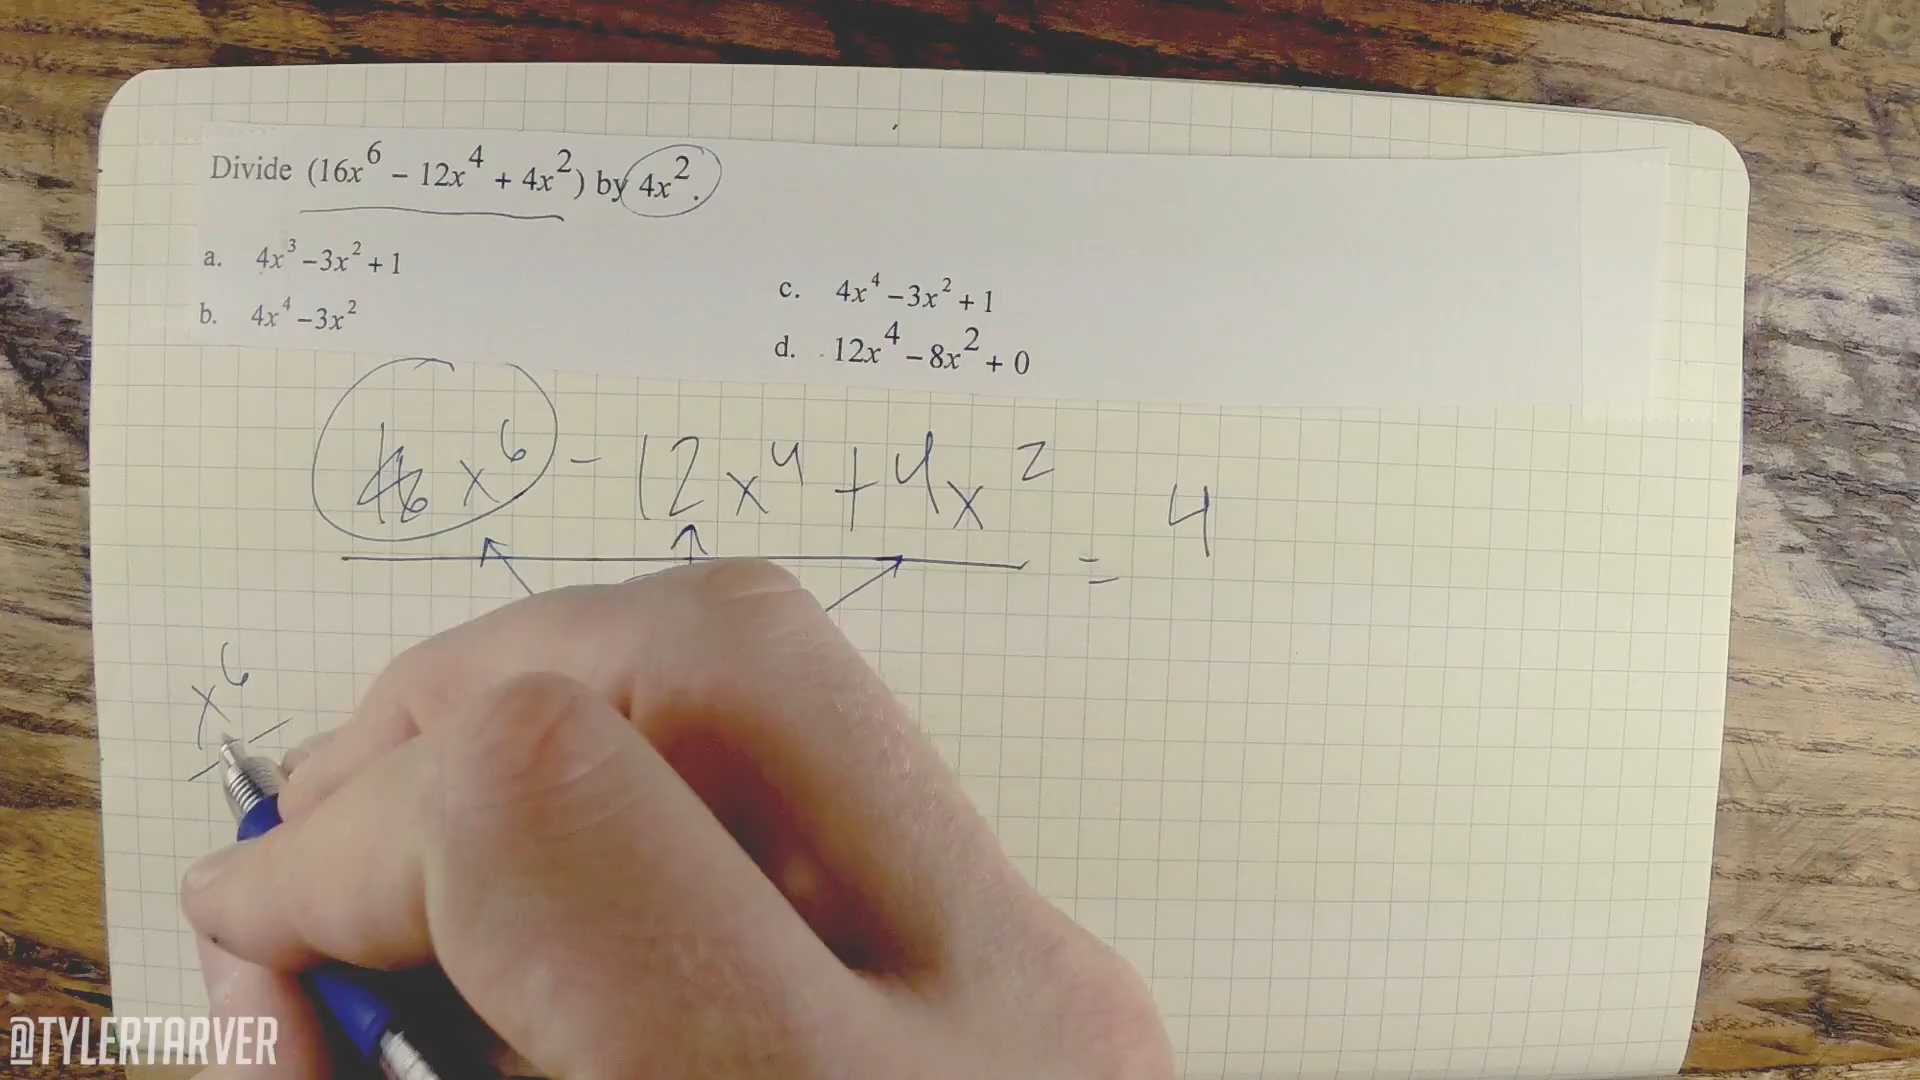 Divide (16x⁶ – 12x⁴ + 4x²) by 4x².
a. 4x³ – 3x² + 1
b. 4x⁴ – 3x²
c. 4x⁴ – 3x² + 1
d. 12x⁴ – 8x² + 0
16x⁶ - 12x⁴ + 4x² = 4
x⁶
@TYLERTARVER